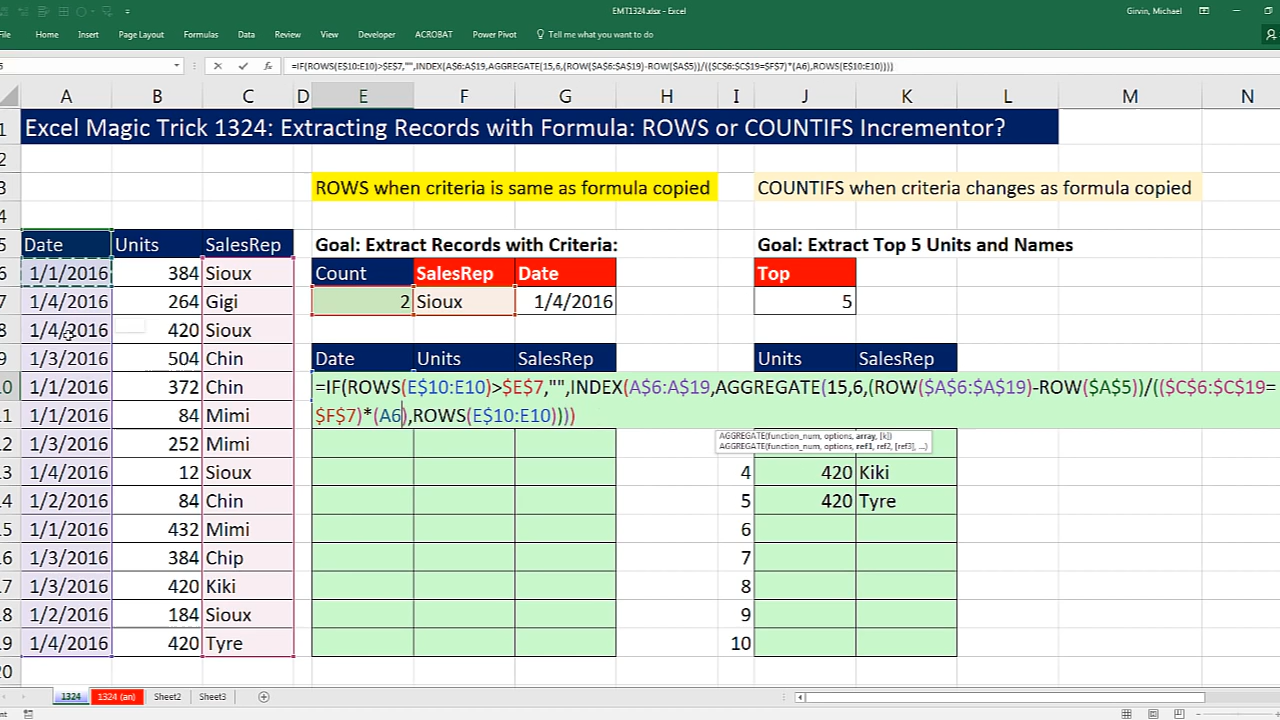 EMT1324.xlsx - Excel
Girvin, Michael
File Home Insert Page Layout Formulas Data Review View Developer ACROBAT Power Pivot Tell me what you want to do
=IF(ROWS(E$10:E10)>$E$7,"",INDEX(A$6:A$19,AGGREGATE(15,6,(ROW($A$6:$A$19)-ROW($A$5))/(($C$6:$C$19=$F$7)*(A6),ROWS(E$10:E10))))
A B C D E F G H I J K L M N
1 Excel Magic Trick 1324: Extracting Records with Formula: ROWS or COUNTIFS Incrementor?
2
3 ROWS when criteria is same as formula copied COUNTIFS when criteria changes as formula copied
4
5 Date Units SalesRep Goal: Extract Records with Criteria: Goal: Extract Top 5 Units and Names
6 1/1/2016 384 Sioux Count SalesRep Date Top
7 1/4/2016 264 Gigi 2 Sioux 1/4/2016 5
8 1/4/2016 420 Sioux
9 1/3/2016 504 Chin Date Units SalesRep Units SalesRep
10 1/1/2016 372 Chin =IF(ROWS(E$10:E10)>$E$7,"",INDEX(A$6:A$19,AGGREGATE(15,6,(ROW($A$6:$A$19)-ROW($A$5))/(($C$6:$C$19=
11 1/1/2016 84 Mimi $F$7)*(A6),ROWS(E$10:E10))))
AGGREGATE(function_num, options, array, [k])
AGGREGATE(function_num, options, ref1, ref2, [ref3], ...)
12 1/3/2016 252 Mimi
13 1/4/2016 12 Sioux 4 420 Kiki
14 1/2/2016 84 Chin 5 420 Tyre
15 1/1/2016 432 Mimi 6
16 1/3/2016 384 Chip 7
17 1/3/2016 420 Kiki 8
18 1/2/2016 184 Sioux 9
19 1/4/2016 420 Tyre 10
20
1324 1324 (an) Sheet2 Sheet3